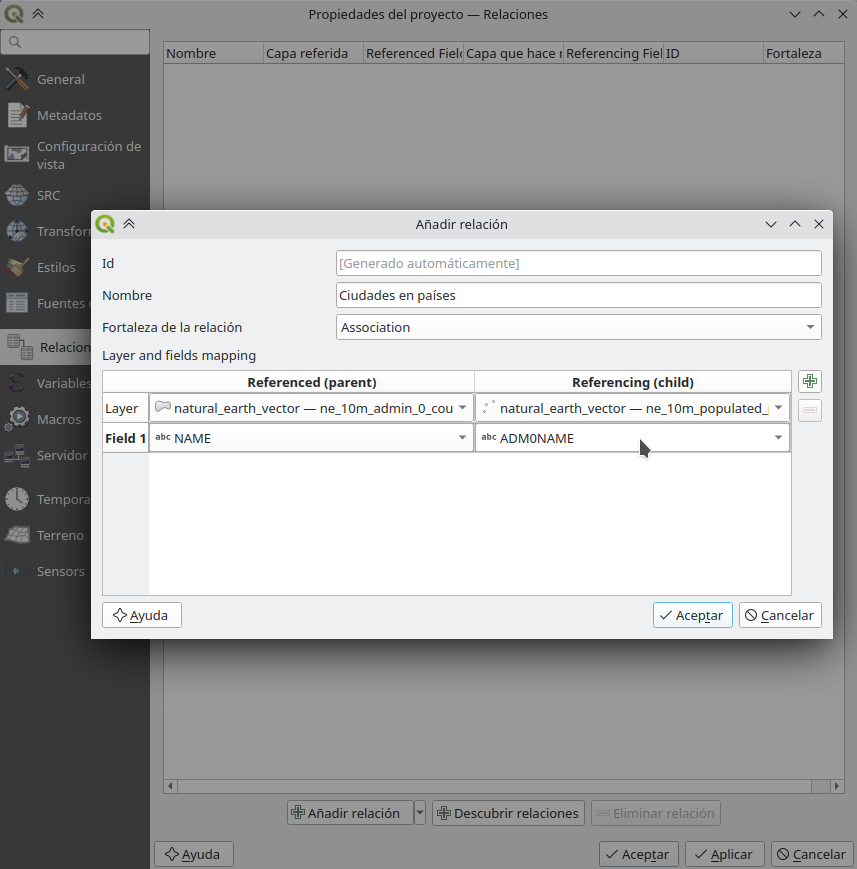 Propiedades del proyecto — Relaciones
Nombre Capa referida Referenced Field Capa que hace r Referencing Fiel ID Fortaleza
General
Metadatos
Configuración de
vista
SRC
Transfor
Estilos
Fuentes
Relacion
Variables
Macros
Servidor
Tempora
Terreno
Sensors
Añadir relación
Id [Generado automáticamente]
Nombre Ciudades en países
Fortaleza de la relación Association
Layer and fields mapping
Referenced (parent) Referencing (child)
Layer natural_earth_vector — ne_10m_admin_0_cou natural_earth_vector — ne_10m_populated_
Field 1 abc NAME abc ADM0NAME
Ayuda Aceptar Cancelar
Añadir relación Descubrir relaciones Eliminar relación
Ayuda Aceptar Aplicar Cancelar